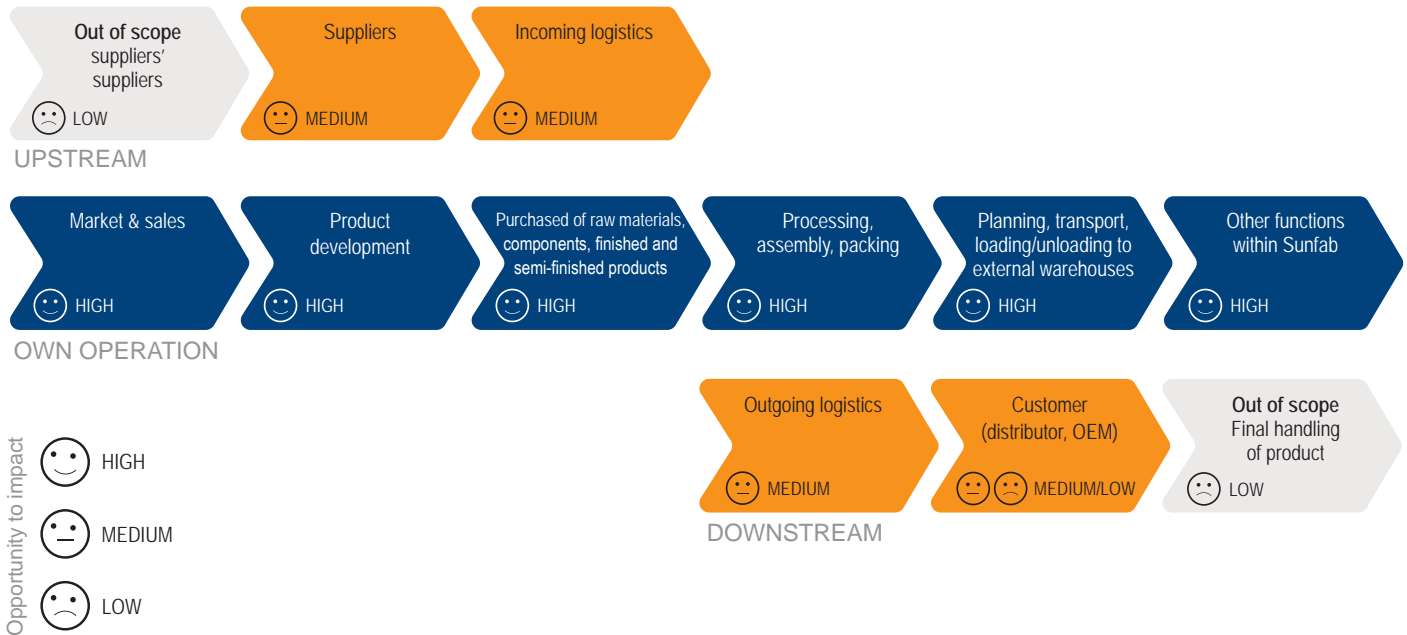 Out of scope
suppliers'
suppliers
LOW
Suppliers
MEDIUM
Incoming logistics
MEDIUM
UPSTREAM
Market & sales
HIGH
Product
development
HIGH
Purchased of raw materials,
components, finished and
semi-finished products
HIGH
Processing,
assembly, packing
HIGH
Planning, transport,
loading/unloading to
external warehouses
HIGH
Other functions
within Sunfab
HIGH
OWN OPERATION
Outgoing logistics
MEDIUM
Customer
(distributor, OEM)
MEDIUM/LOW
Out of scope
Final handling
of product
LOW
DOWNSTREAM
Opportunity to impact
HIGH
MEDIUM
LOW